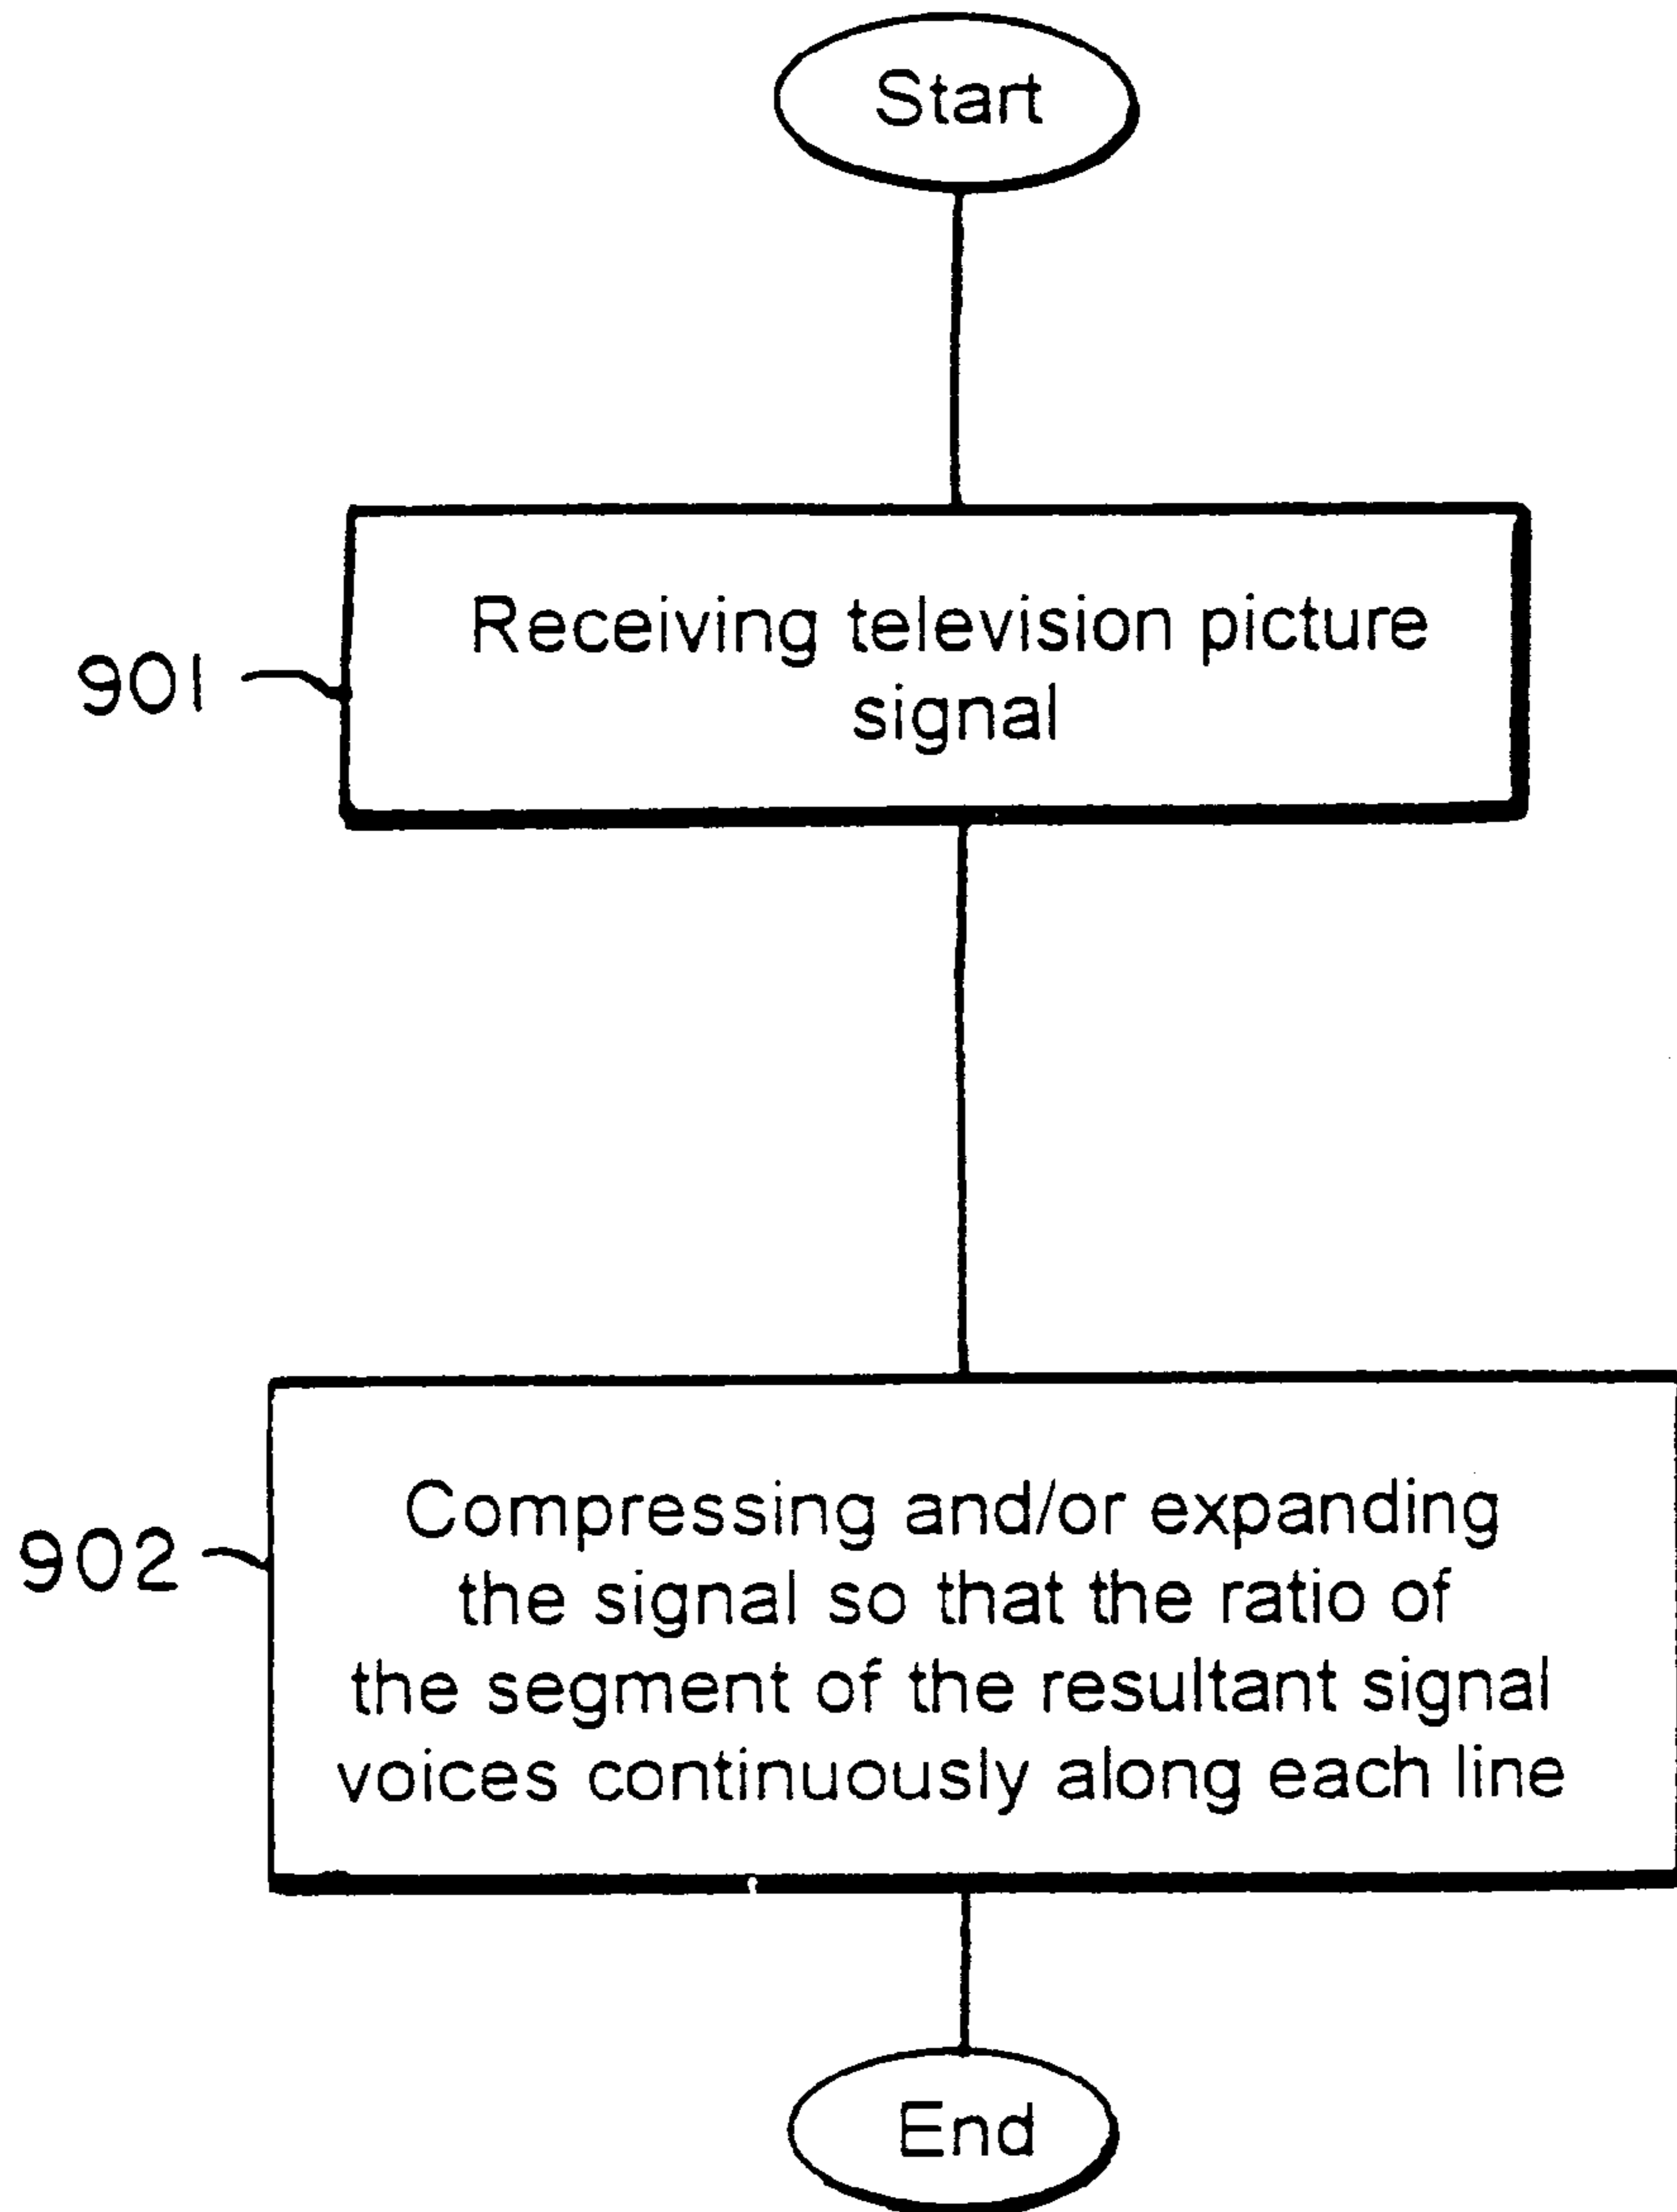 Start
901
Receiving television picture
signal
902
Compressing and/or expanding
the signal so that the ratio of
the segment of the resultant signal
voices continuously along each line
End